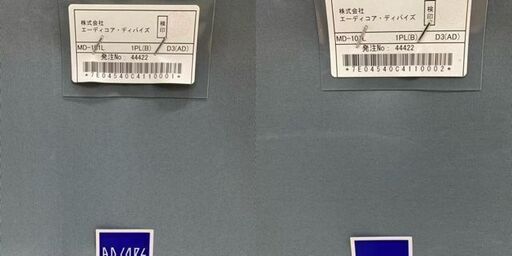 株式会社
エーディコア・ディバイズ
検印
MD-101L 1PL(B) D3(AD)
発注No 44422
*7E04540C4110001*
株式会社
エーディコア・ディバイズ
検印
MD-101L 1PL(B) D3(AD)
発注No 44422
*7E04540C4110002*